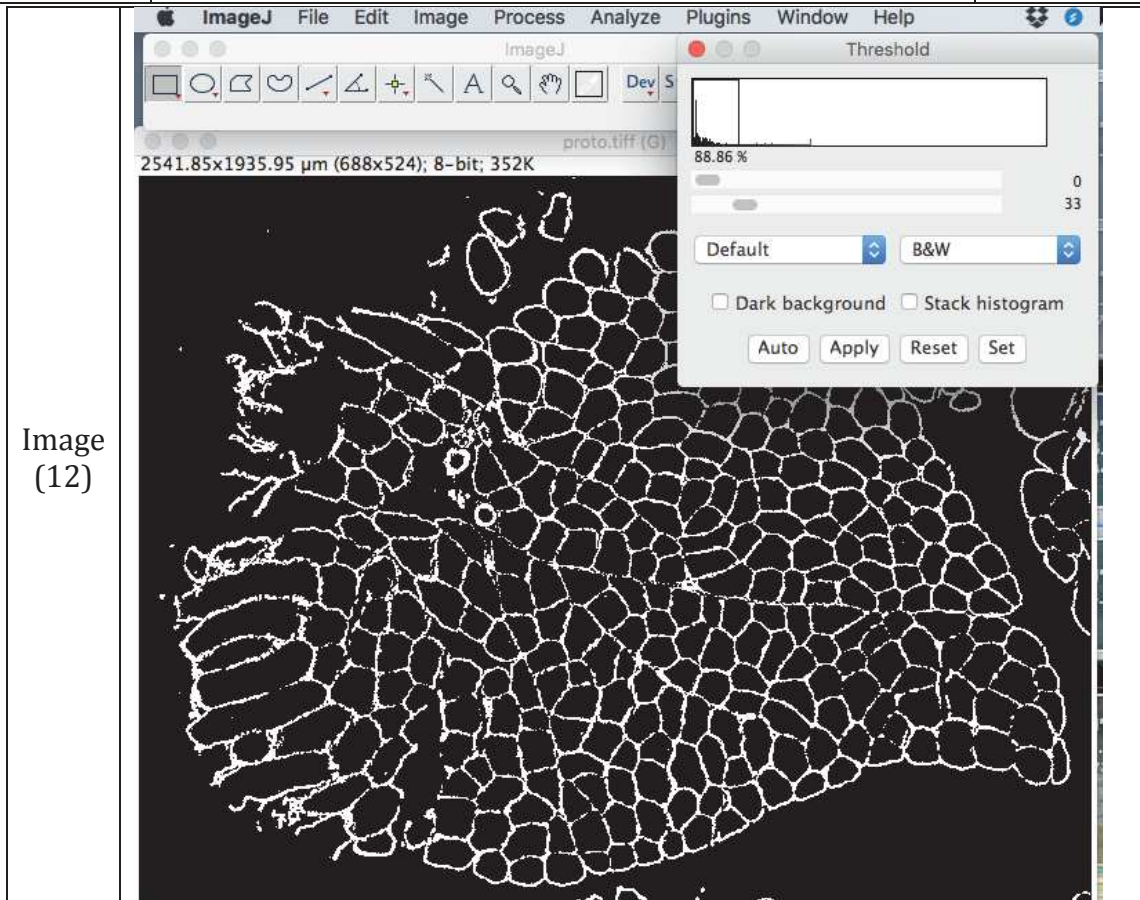 ImageJ File Edit Image Process Analyze Plugins Window Help
ImageJ
Threshold
A
Dev
S
proto.tiff (G)
2541.85x1935.95 µm (688x524); 8-bit; 352K
88.86 %
0
33
Default
B&W
Dark background
Stack histogram
Auto
Apply
Reset
Set
Image
(12)